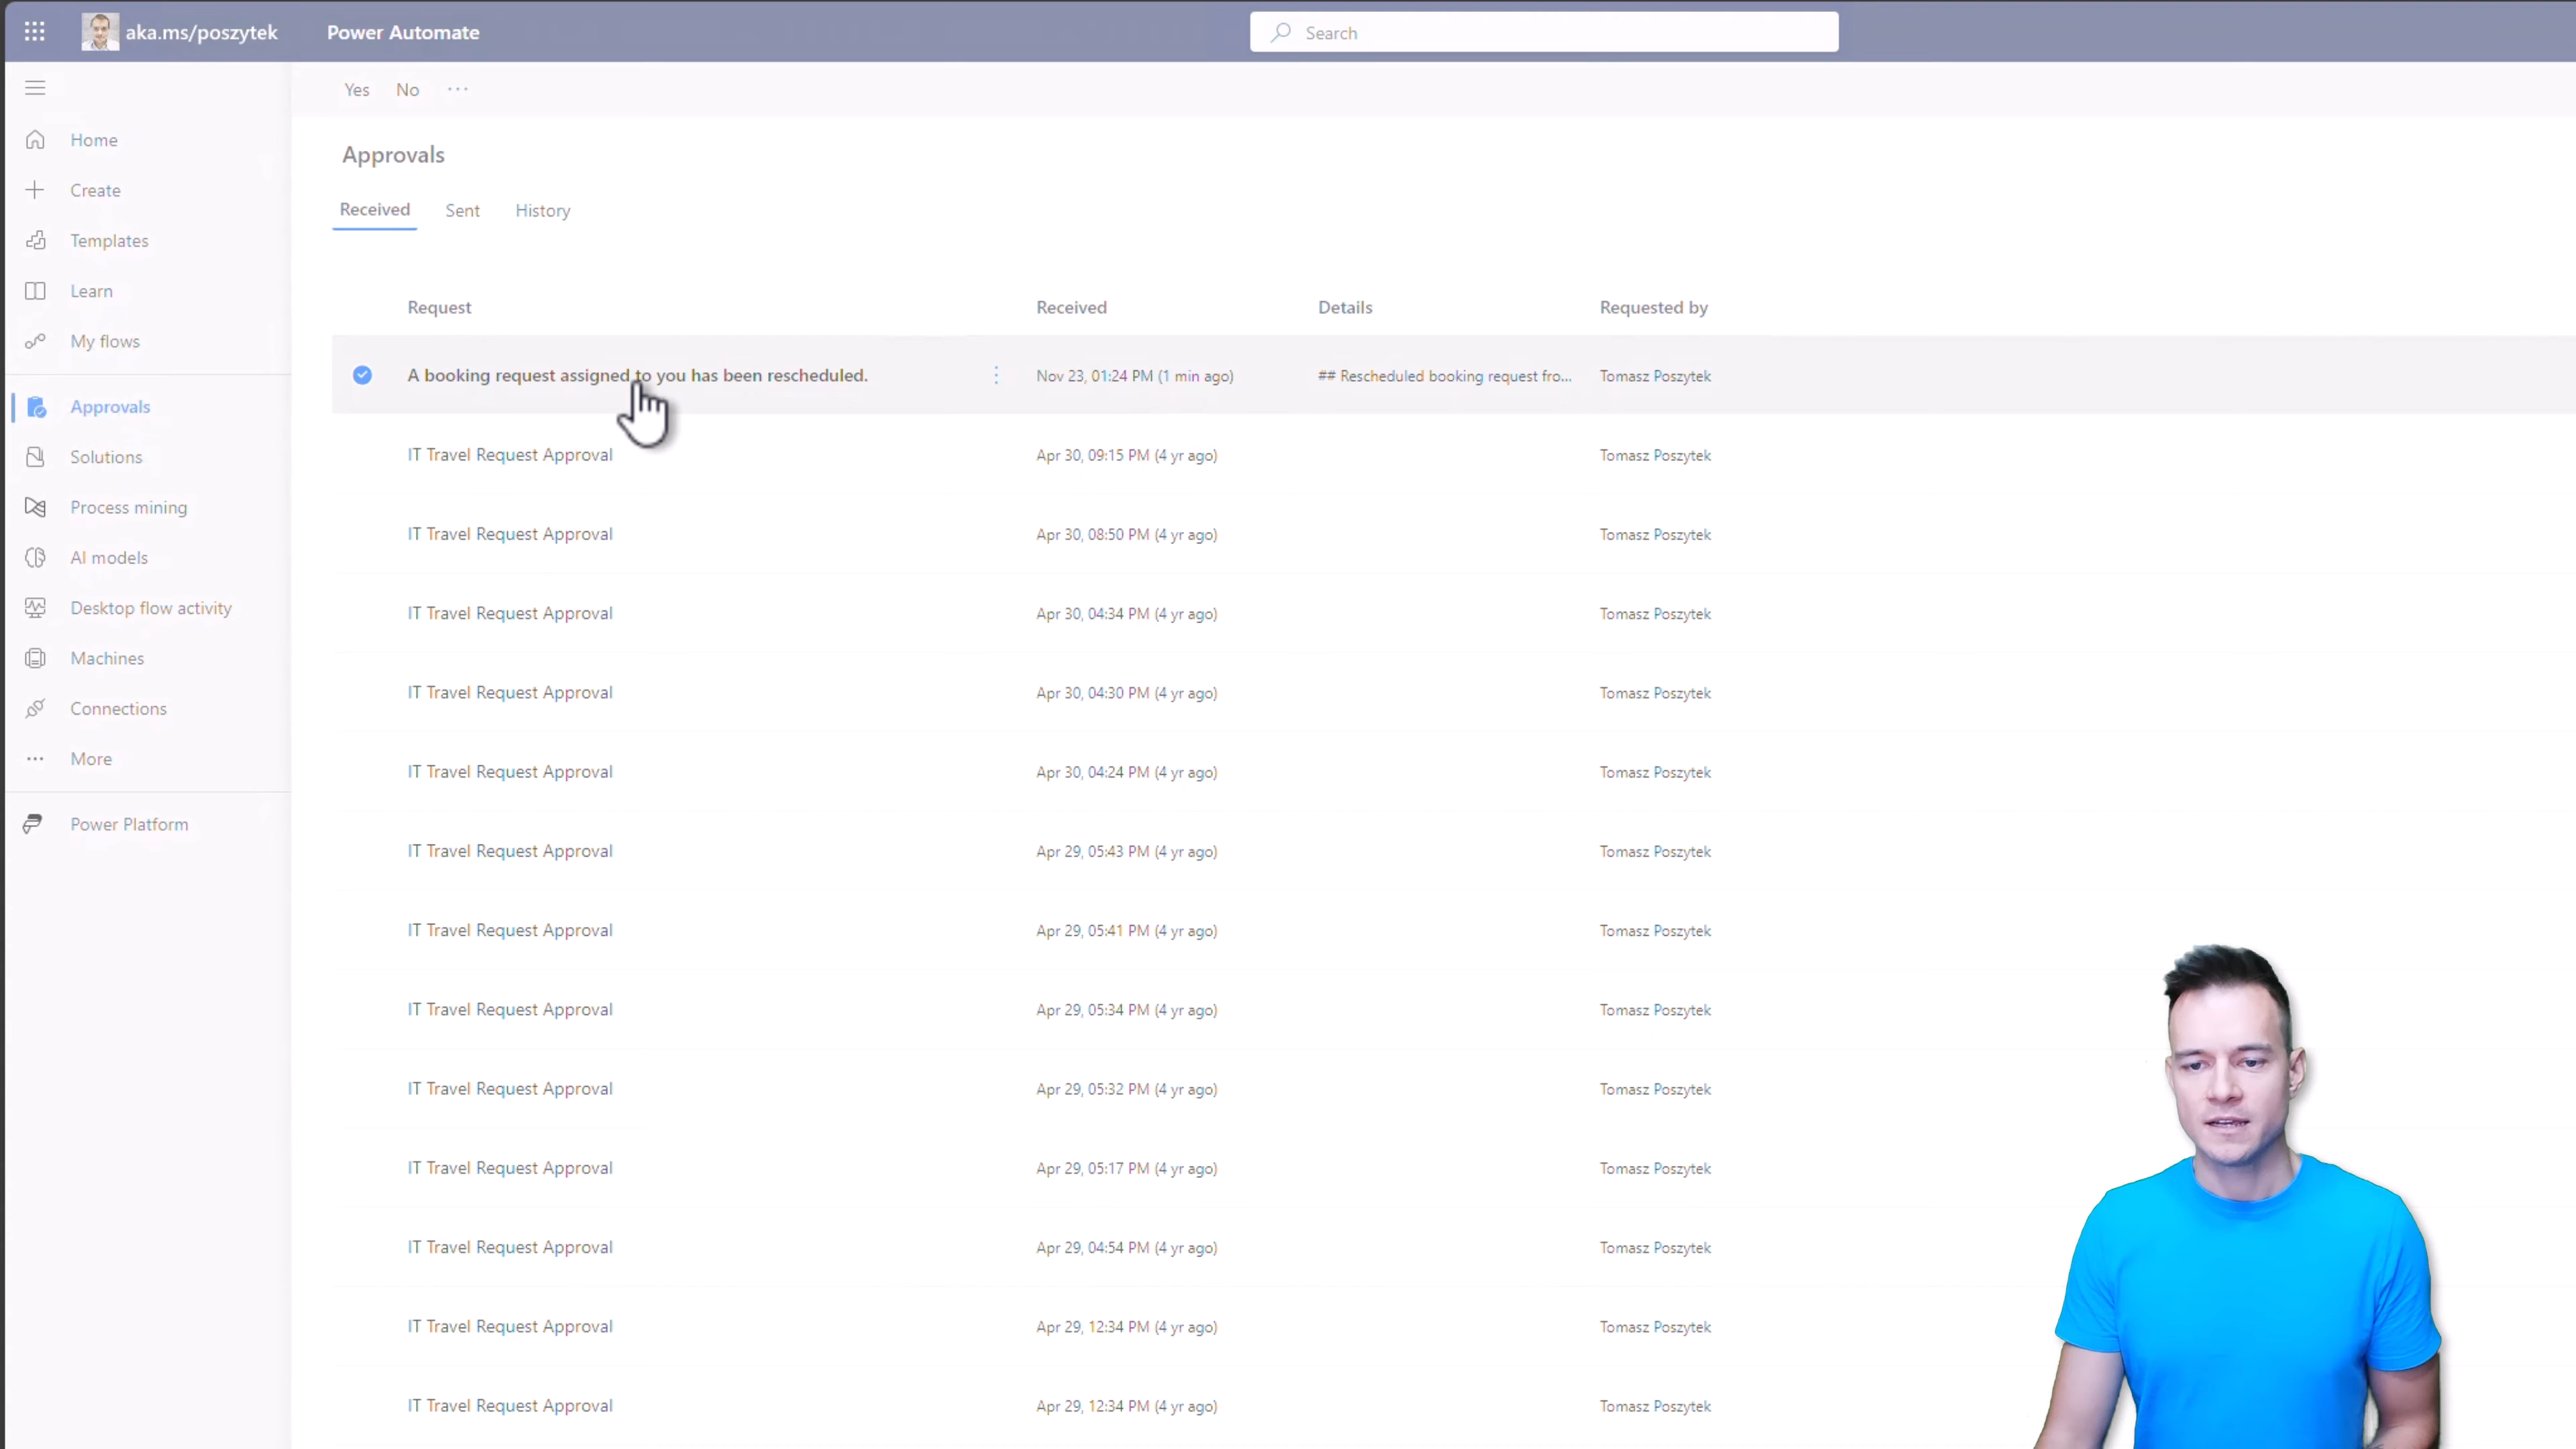 aka.ms/poszytek
Power Automate
Search
Yes No ...
Home
Create
Templates
Learn
My flows
Approvals
Solutions
Process mining
AI models
Desktop flow activity
Machines
Connections
More
Power Platform
Approvals
Received Sent History
Request Received Details Requested by
A booking request assigned to you has been rescheduled. Nov 23, 01:24 PM (1 min ago) ## Rescheduled booking request fro... Tomasz Poszytek
IT Travel Request Approval Apr 30, 09:15 PM (4 yr ago) Tomasz Poszytek
IT Travel Request Approval Apr 30, 08:50 PM (4 yr ago) Tomasz Poszytek
IT Travel Request Approval Apr 30, 04:34 PM (4 yr ago) Tomasz Poszytek
IT Travel Request Approval Apr 30, 04:30 PM (4 yr ago) Tomasz Poszytek
IT Travel Request Approval Apr 30, 04:24 PM (4 yr ago) Tomasz Poszytek
IT Travel Request Approval Apr 29, 05:43 PM (4 yr ago) Tomasz Poszytek
IT Travel Request Approval Apr 29, 05:41 PM (4 yr ago) Tomasz Poszytek
IT Travel Request Approval Apr 29, 05:34 PM (4 yr ago) Tomasz Poszytek
IT Travel Request Approval Apr 29, 05:32 PM (4 yr ago) Tomasz Poszytek
IT Travel Request Approval Apr 29, 05:17 PM (4 yr ago) Tomasz Poszytek
IT Travel Request Approval Apr 29, 04:54 PM (4 yr ago) Tomasz Poszytek
IT Travel Request Approval Apr 29, 12:34 PM (4 yr ago) Tomasz Poszytek
IT Travel Request Approval Apr 29, 12:34 PM (4 yr ago) Tomasz Poszytek